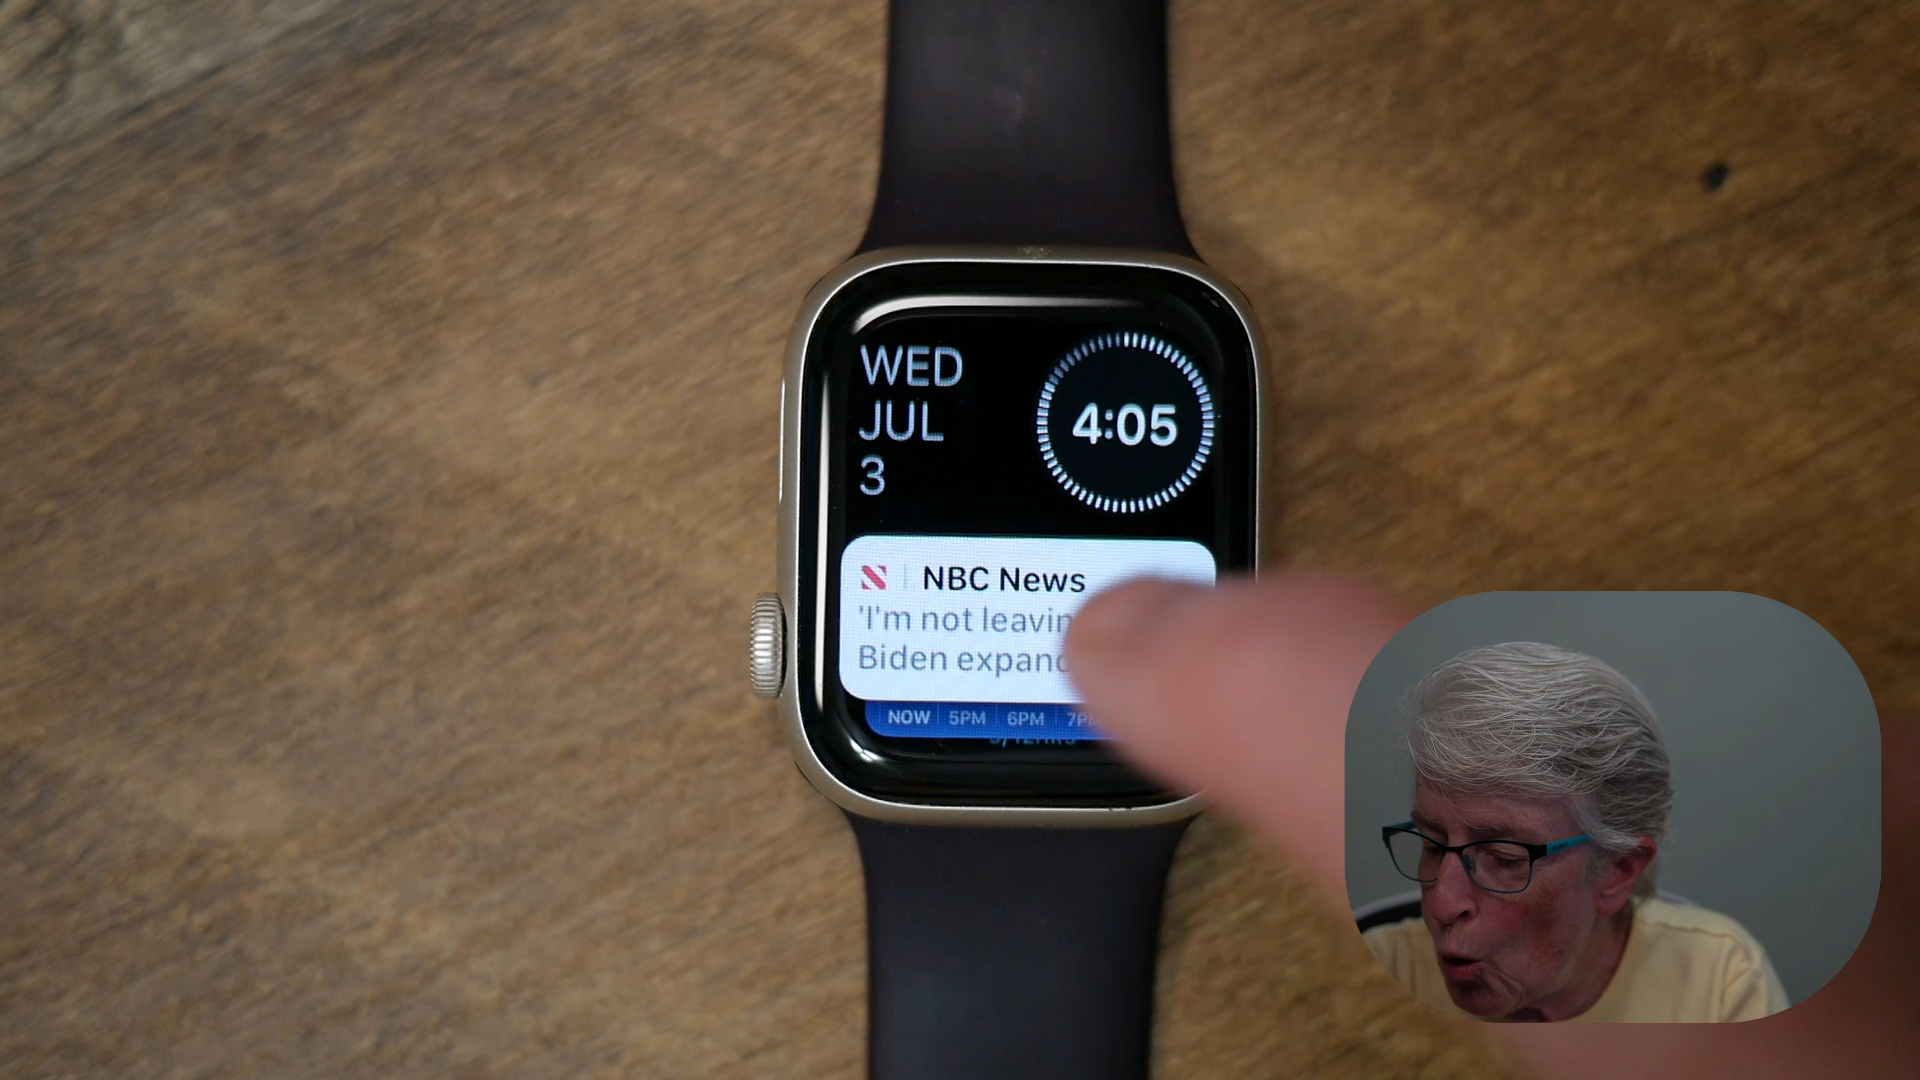 WED
JUL
3
4:05
NBC News
'I'm not leavin
Biden expand
NOW 5PM 6PM 7PM